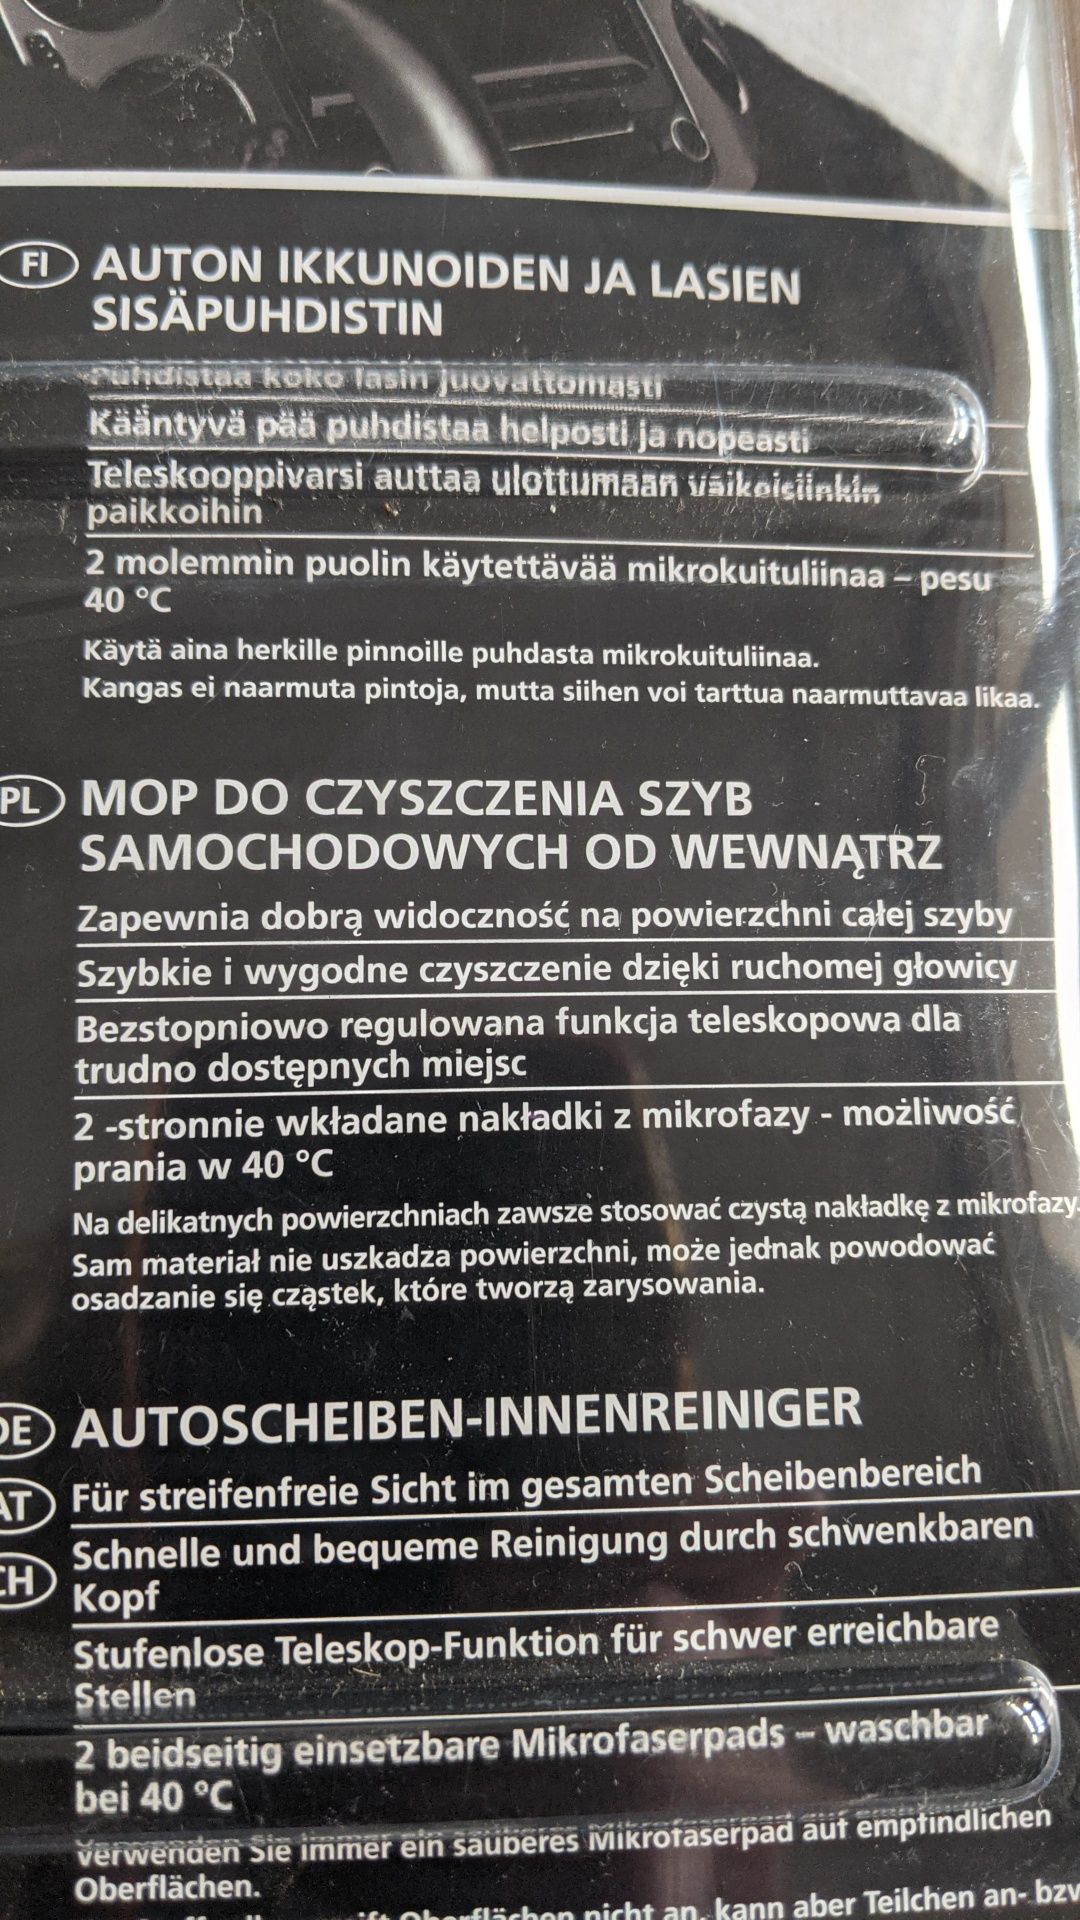 FI AUTON IKKUNOIDEN JA LASIEN
SISÄPUHDISTIN
Puhdistaa koko lasin juovattomasti
Kääntyvä pää puhdistaa helposti ja nopeasti
Teleskooppivarsi auttaa ulottumaan vaikeisiinkin
paikkoihin
2 molemmin puolin käytettävää mikrokuituliinaa – pesu
40 °C
Käytä aina herkille pinnoille puhdasta mikrokuituliinaa.
Kangas ei naarmuta pintoja, mutta siihen voi tarttua naarmuttavaa likaa.
PL MOP DO CZYSZCZENIA SZYB
SAMOCHODOWYCH OD WEWNĄTRZ
Zapewnia dobrą widoczność na powierzchni całej szyby
Szybkie i wygodne czyszczenie dzięki ruchomej głowicy
Bezstopniowo regulowana funkcja teleskopowa dla
trudno dostępnych miejsc
2 -stronnie wkładane nakładki z mikrofazy - możliwość
prania w 40 °C
Na delikatnych powierzchniach zawsze stosować czystą nakładkę z mikrofazy.
Sam materiał nie uszkadza powierzchni, może jednak powodować
osadzanie się cząstek, które tworzą zarysowania.
DE AUTOSCHEIBEN-INNENREINIGER
AT Für streifenfreie Sicht im gesamten Scheibenbereich
CH Schnelle und bequeme Reinigung durch schwenkbaren
Kopf
Stufenlose Teleskop-Funktion für schwer erreichbare
Stellen
2 beidseitig einsetzbare Mikrofaserpads – waschbar
bei 40 °C
Verwenden Sie immer ein sauberes Mikrofaserpad auf empfindlichen
Oberflächen.
Oberflächen nicht an, kann aber Teilchen an- bzw